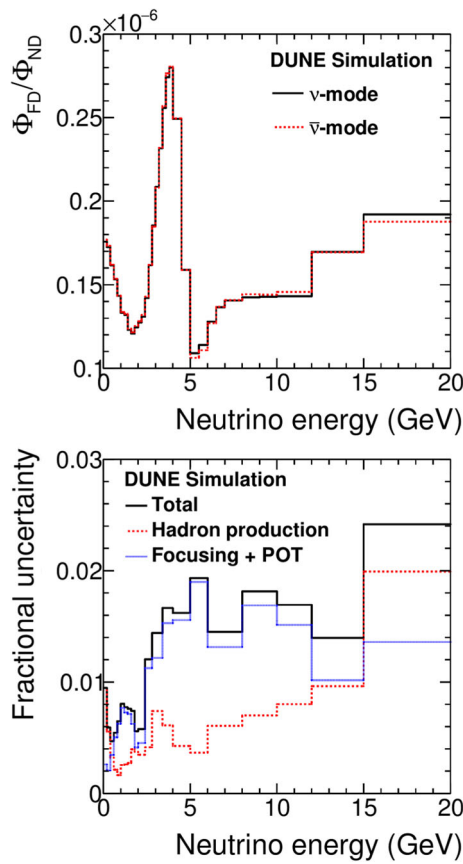 ×10⁻⁶
Φ_FD/Φ_ND
0.3
0.25
0.2
0.15
0.1
DUNE Simulation
ν-mode
ν̅-mode
0 5 10 15 20
Neutrino energy (GeV)
Fractional uncertainty
0.03
0.02
0.01
0
DUNE Simulation
Total
Hadron production
Focusing + POT
0 5 10 15 20
Neutrino energy (GeV)